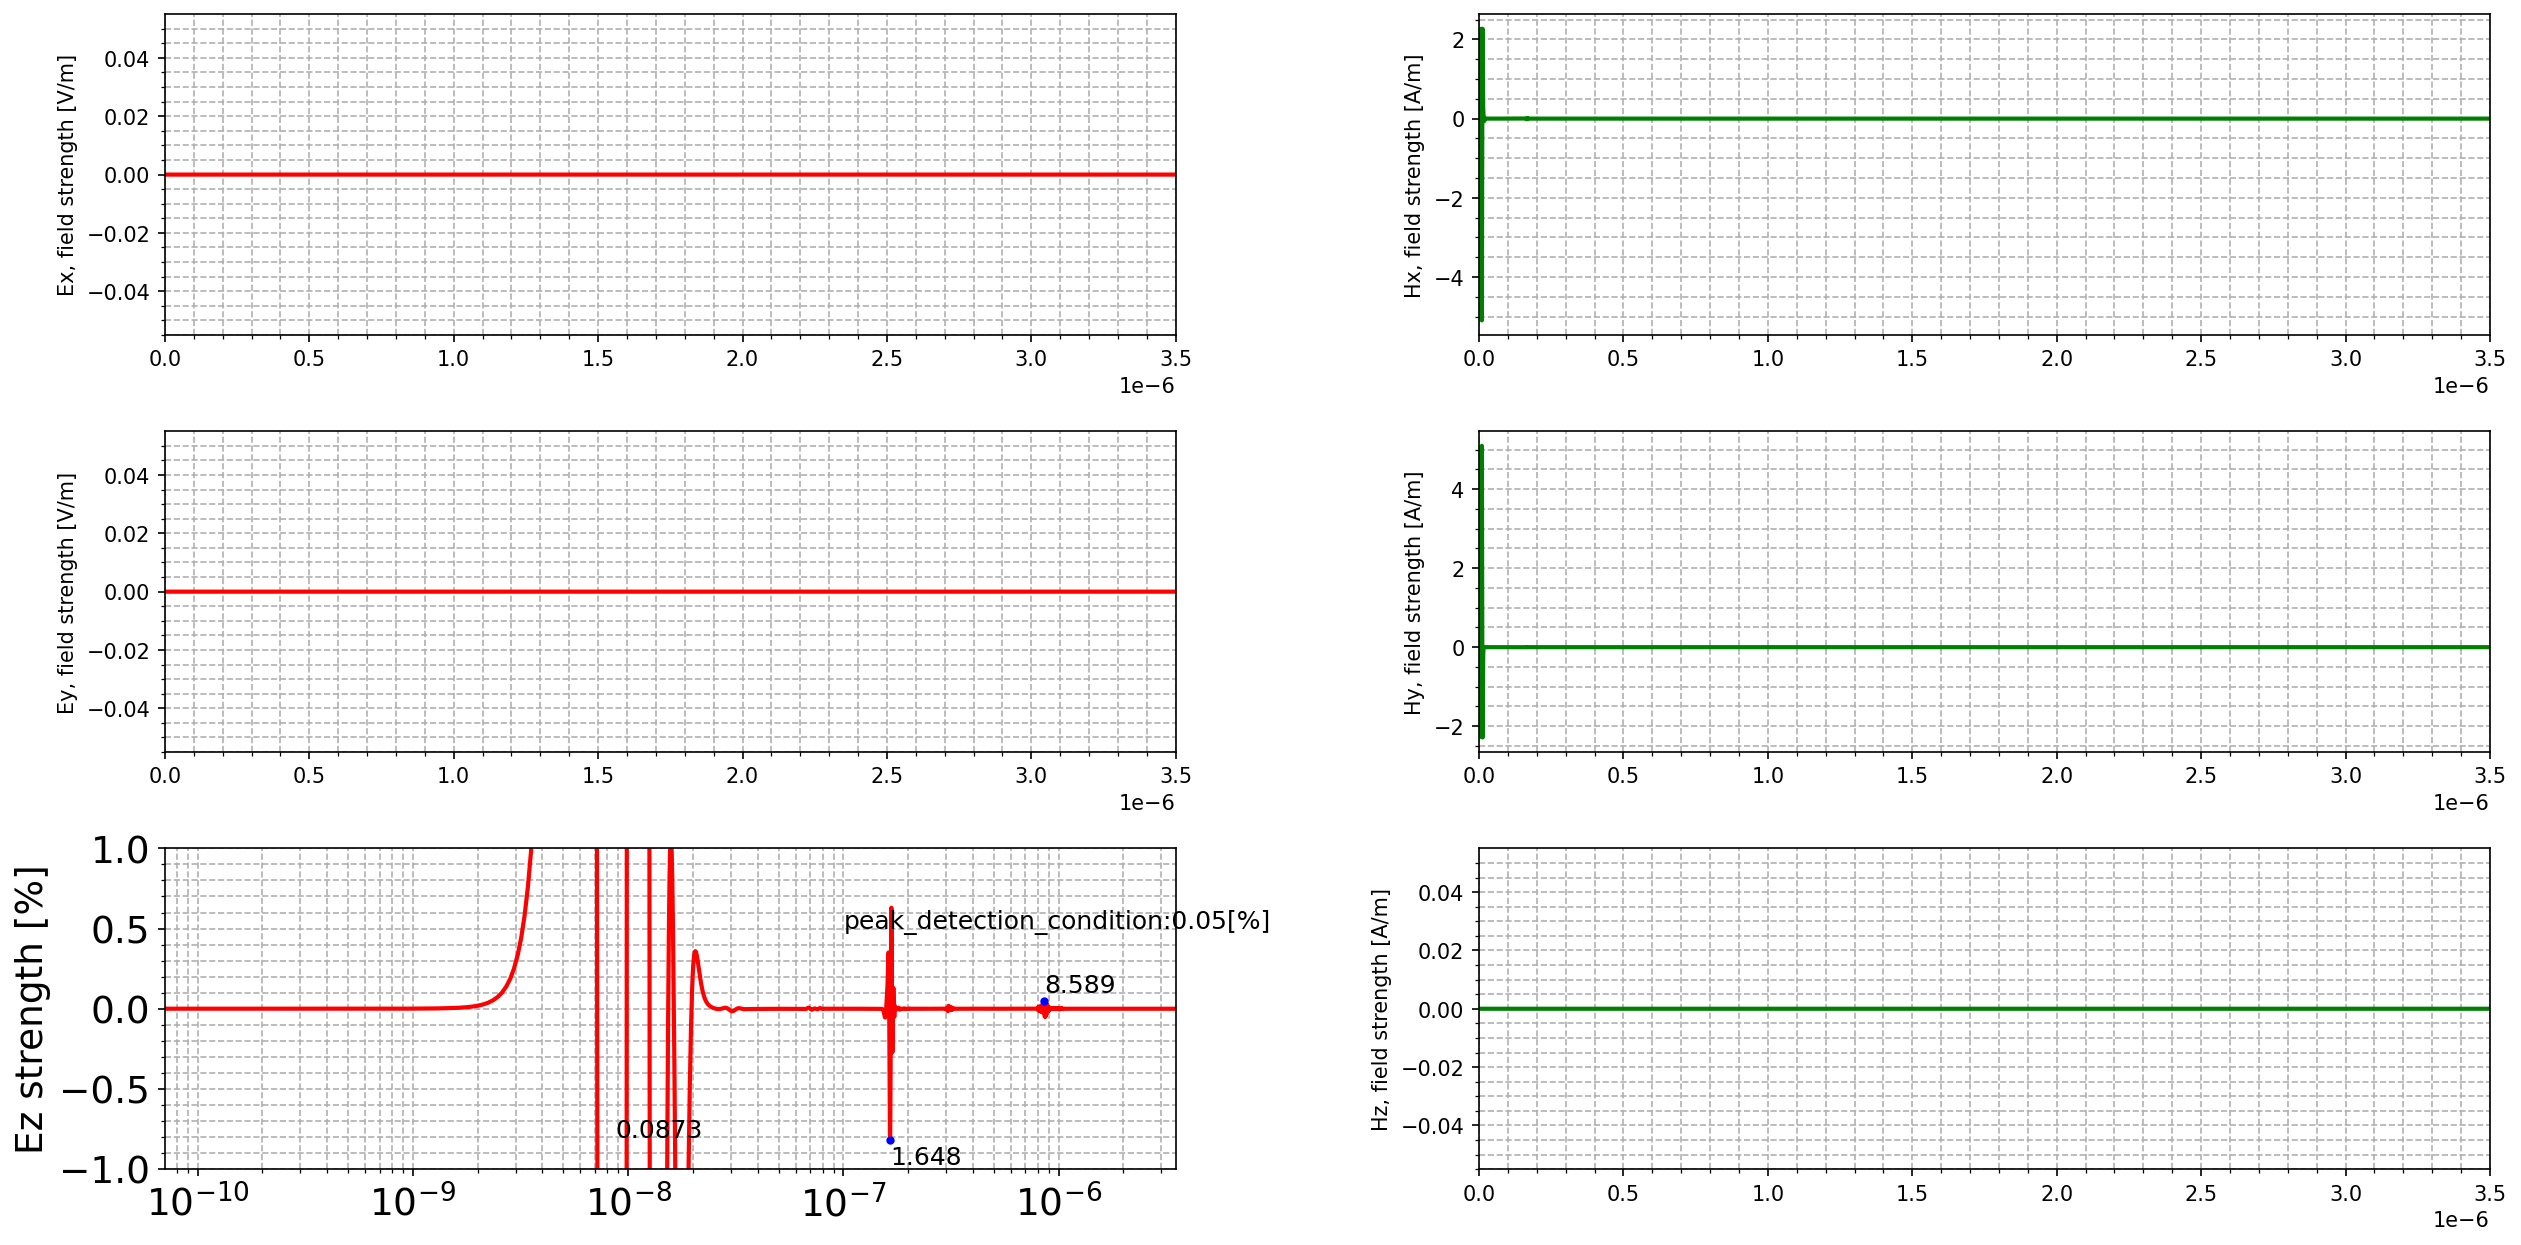 Ex, field strength [V/m]
0.04
0.02
0.00
−0.02
−0.04
0.0 0.5 1.0 1.5 2.0 2.5 3.0 3.5
1e−6
Hx, field strength [A/m]
2
0
−2
−4
0.0 0.5 1.0 1.5 2.0 2.5 3.0 3.5
1e−6
Ey, field strength [V/m]
0.04
0.02
0.00
−0.02
−0.04
0.0 0.5 1.0 1.5 2.0 2.5 3.0 3.5
1e−6
Hy, field strength [A/m]
4
2
0
−2
0.0 0.5 1.0 1.5 2.0 2.5 3.0 3.5
1e−6
Ez strength [%]
1.0
0.5
0.0
−0.5
−1.0
peak_detection_condition:0.05[%]
8.589
0.0873
1.648
10⁻¹⁰ 10⁻⁹ 10⁻⁸ 10⁻⁷ 10⁻⁶
Hz, field strength [A/m]
0.04
0.02
0.00
−0.02
−0.04
0.0 0.5 1.0 1.5 2.0 2.5 3.0 3.5
1e−6